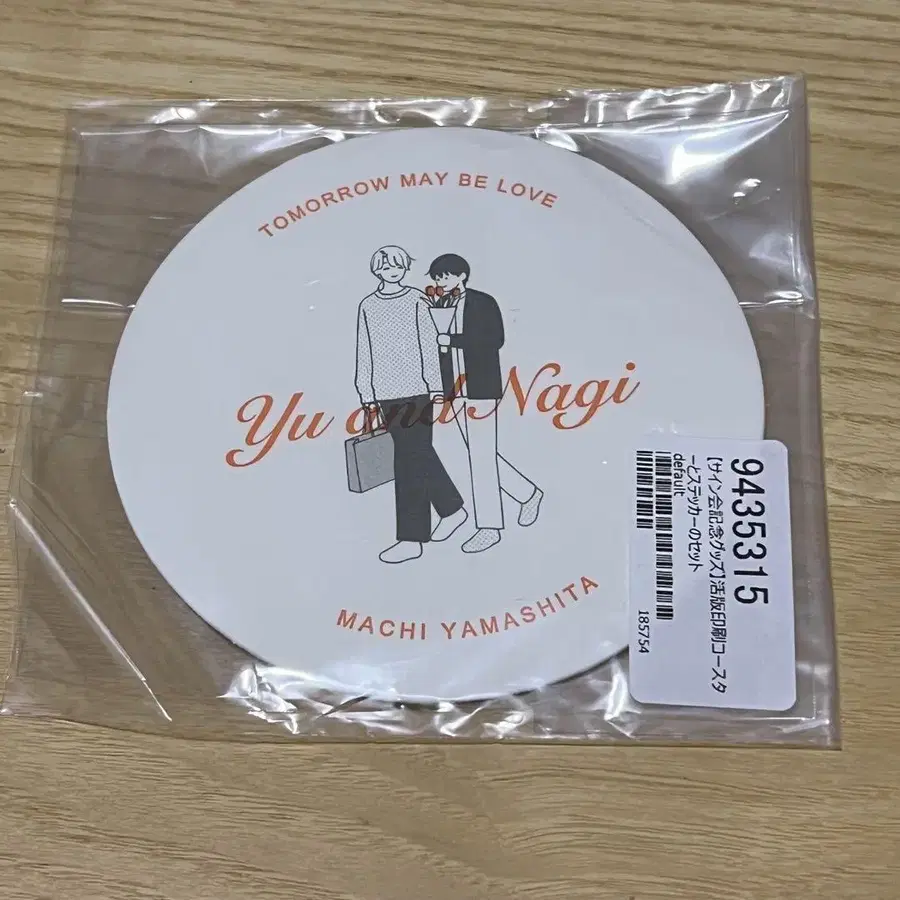 TOMORROW MAY BE LOVE
Yu and Nagi
MACHI YAMASHITA
9435315
【サイン会記念グッズ】活版印刷コースタ
ーとステッカーのセット
default
185754